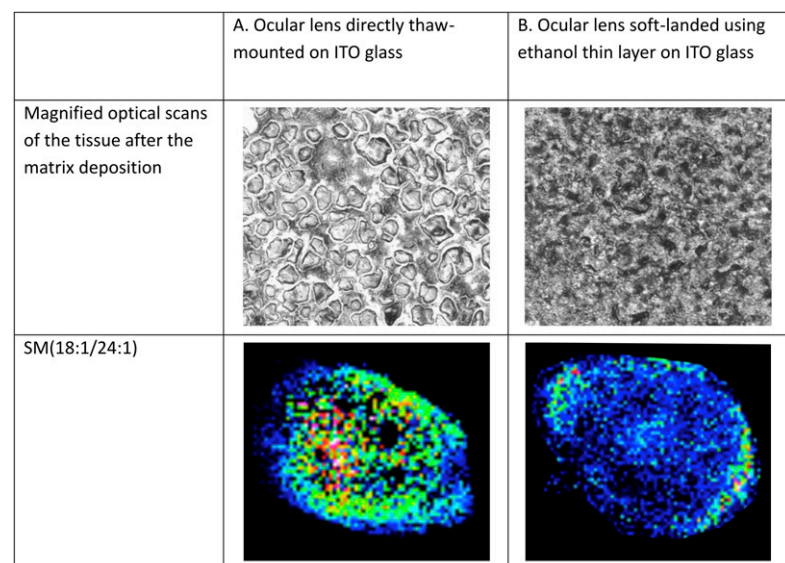 A. Ocular lens directly thaw-
mounted on ITO glass
B. Ocular lens soft-landed using
ethanol thin layer on ITO glass
Magnified optical scans
of the tissue after the
matrix deposition
SM(18:1/24:1)